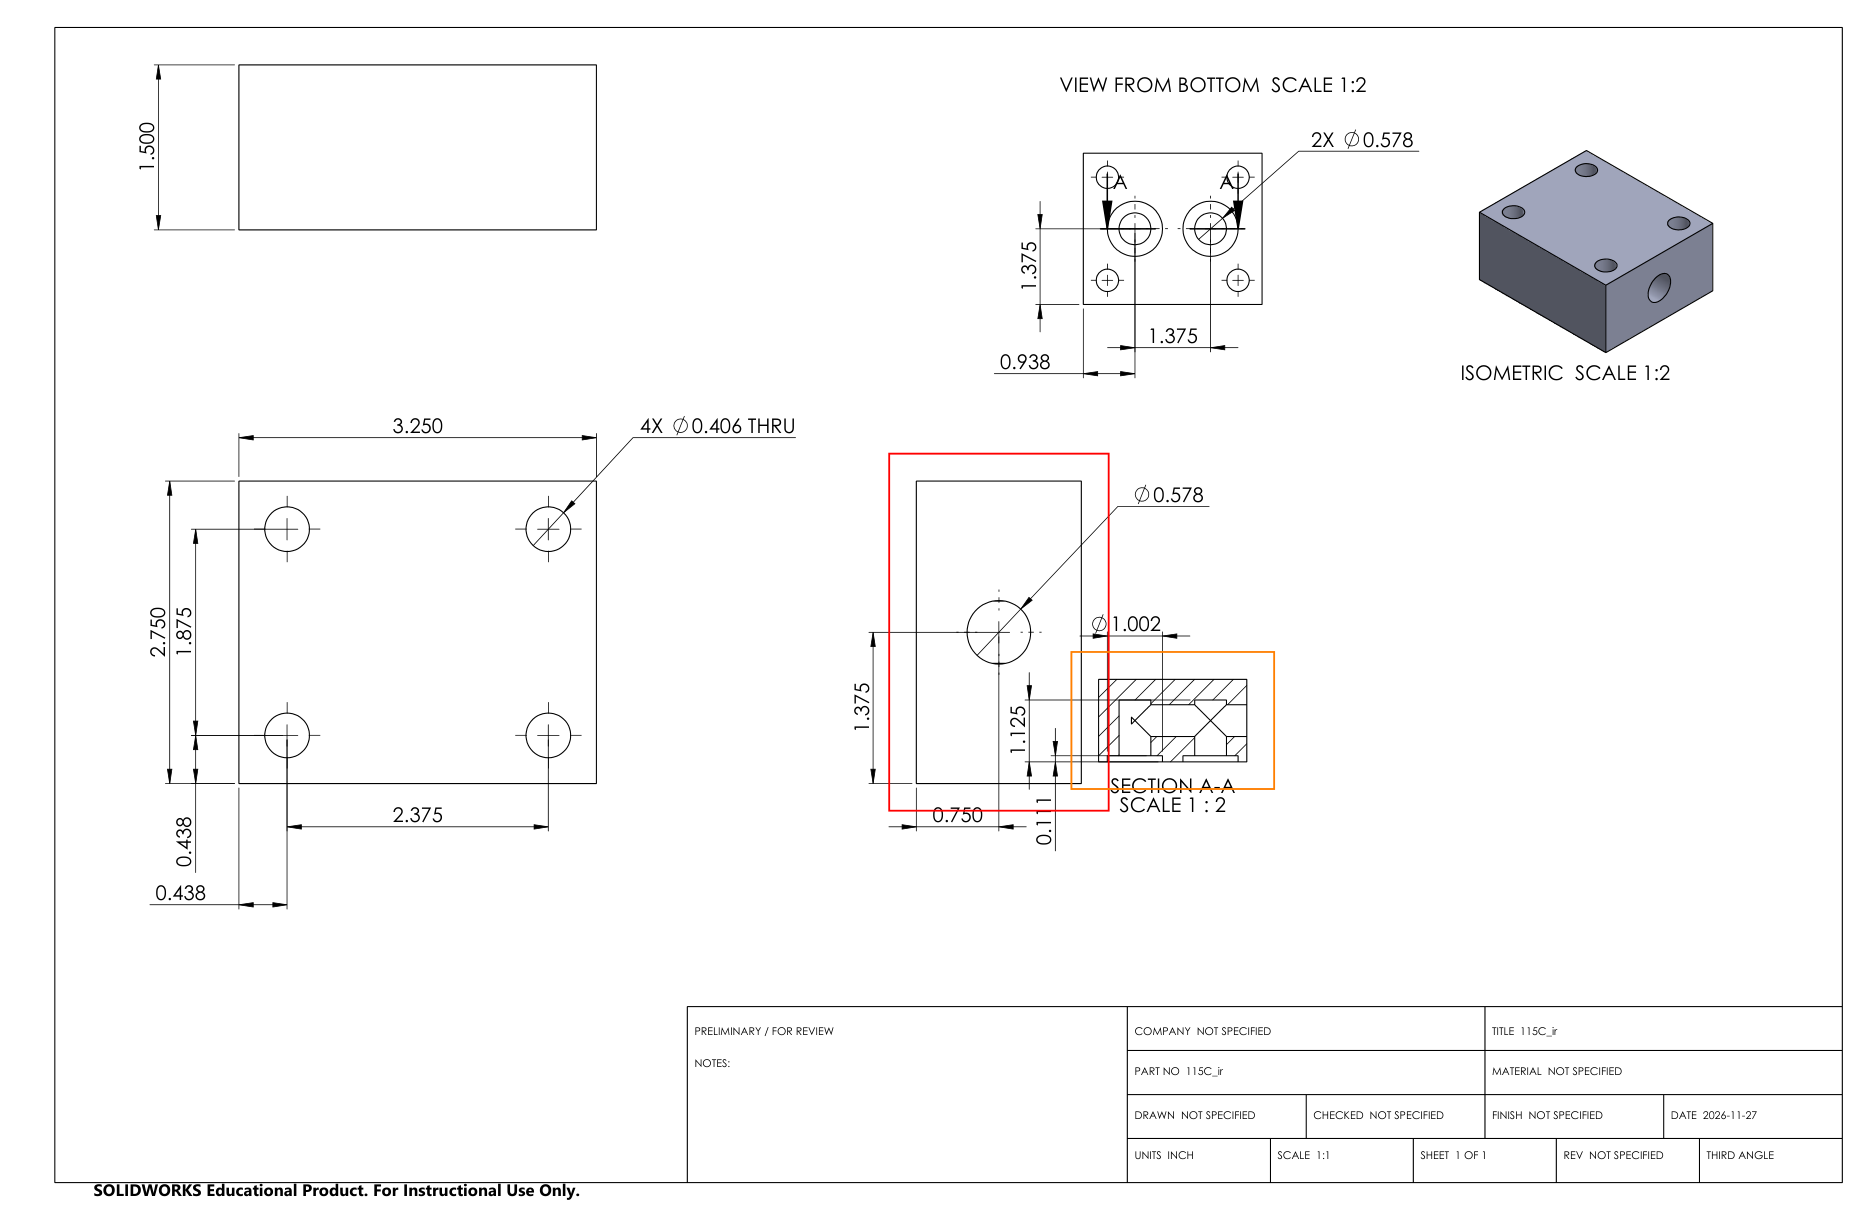 VIEW FROM BOTTOM  SCALE 1:2
1.500
2X ∅0.578
A
A
1.375
1.375
0.938
ISOMETRIC  SCALE 1:2
3.250
4X ∅0.406 THRU
2.750
1.875
0.438
2.375
0.438
∅0.578
∅1.002
1.375
1.125
0.111
0.750
SECTION A-A
SCALE 1 : 2
PRELIMINARY / FOR REVIEW
NOTES:
COMPANY  NOT SPECIFIED
TITLE  115C_ir
PART NO  115C_ir
MATERIAL  NOT SPECIFIED
DRAWN  NOT SPECIFIED
CHECKED  NOT SPECIFIED
FINISH  NOT SPECIFIED
DATE  2026-11-27
UNITS  INCH
SCALE  1:1
SHEET  1 OF 1
REV  NOT SPECIFIED
THIRD ANGLE
SOLIDWORKS Educational Product. For Instructional Use Only.